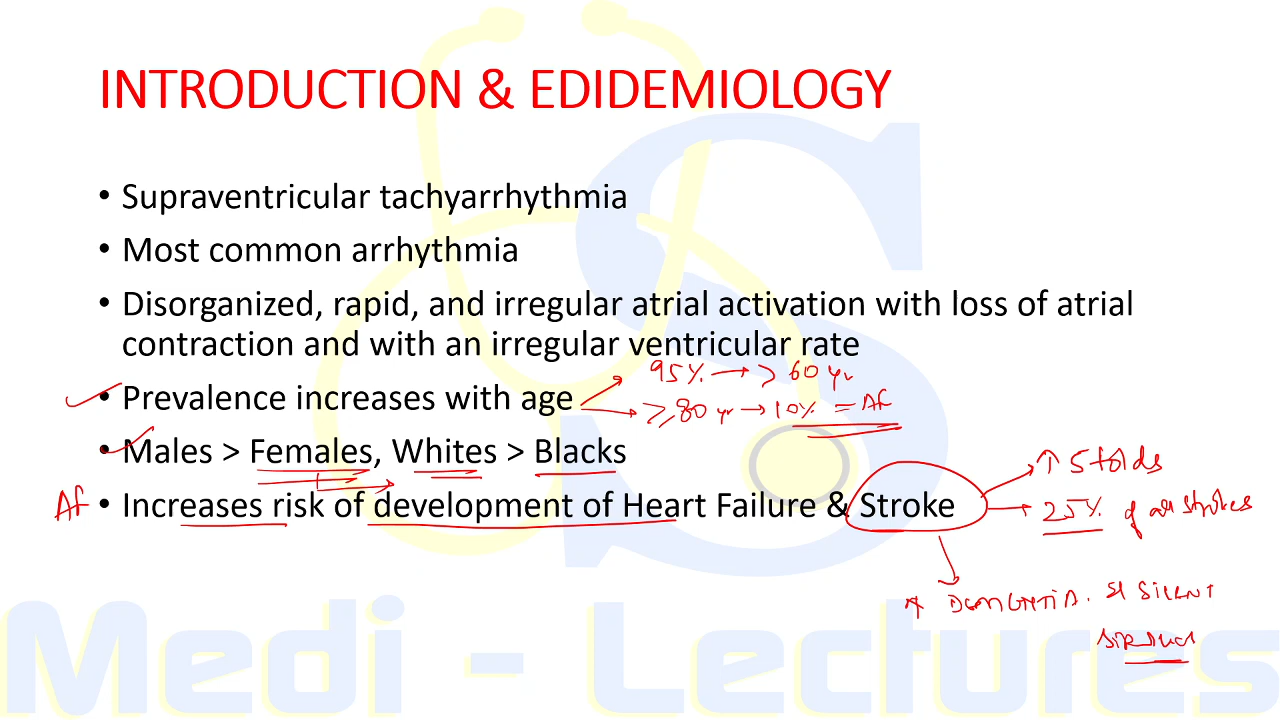 INTRODUCTION & EDIDEMIOLOGY
• Supraventricular tachyarrhythmia
• Most common arrhythmia
• Disorganized, rapid, and irregular atrial activation with loss of atrial
contraction and with an irregular ventricular rate
95% → > 60 yr
• Prevalence increases with age
≥80 yr → 10% = AF
• Males > Females, Whites > Blacks
↑ 5 folds
AF • Increases risk of development of Heart Failure & Stroke
25% of all strokes
Silent
Medi - Lectures